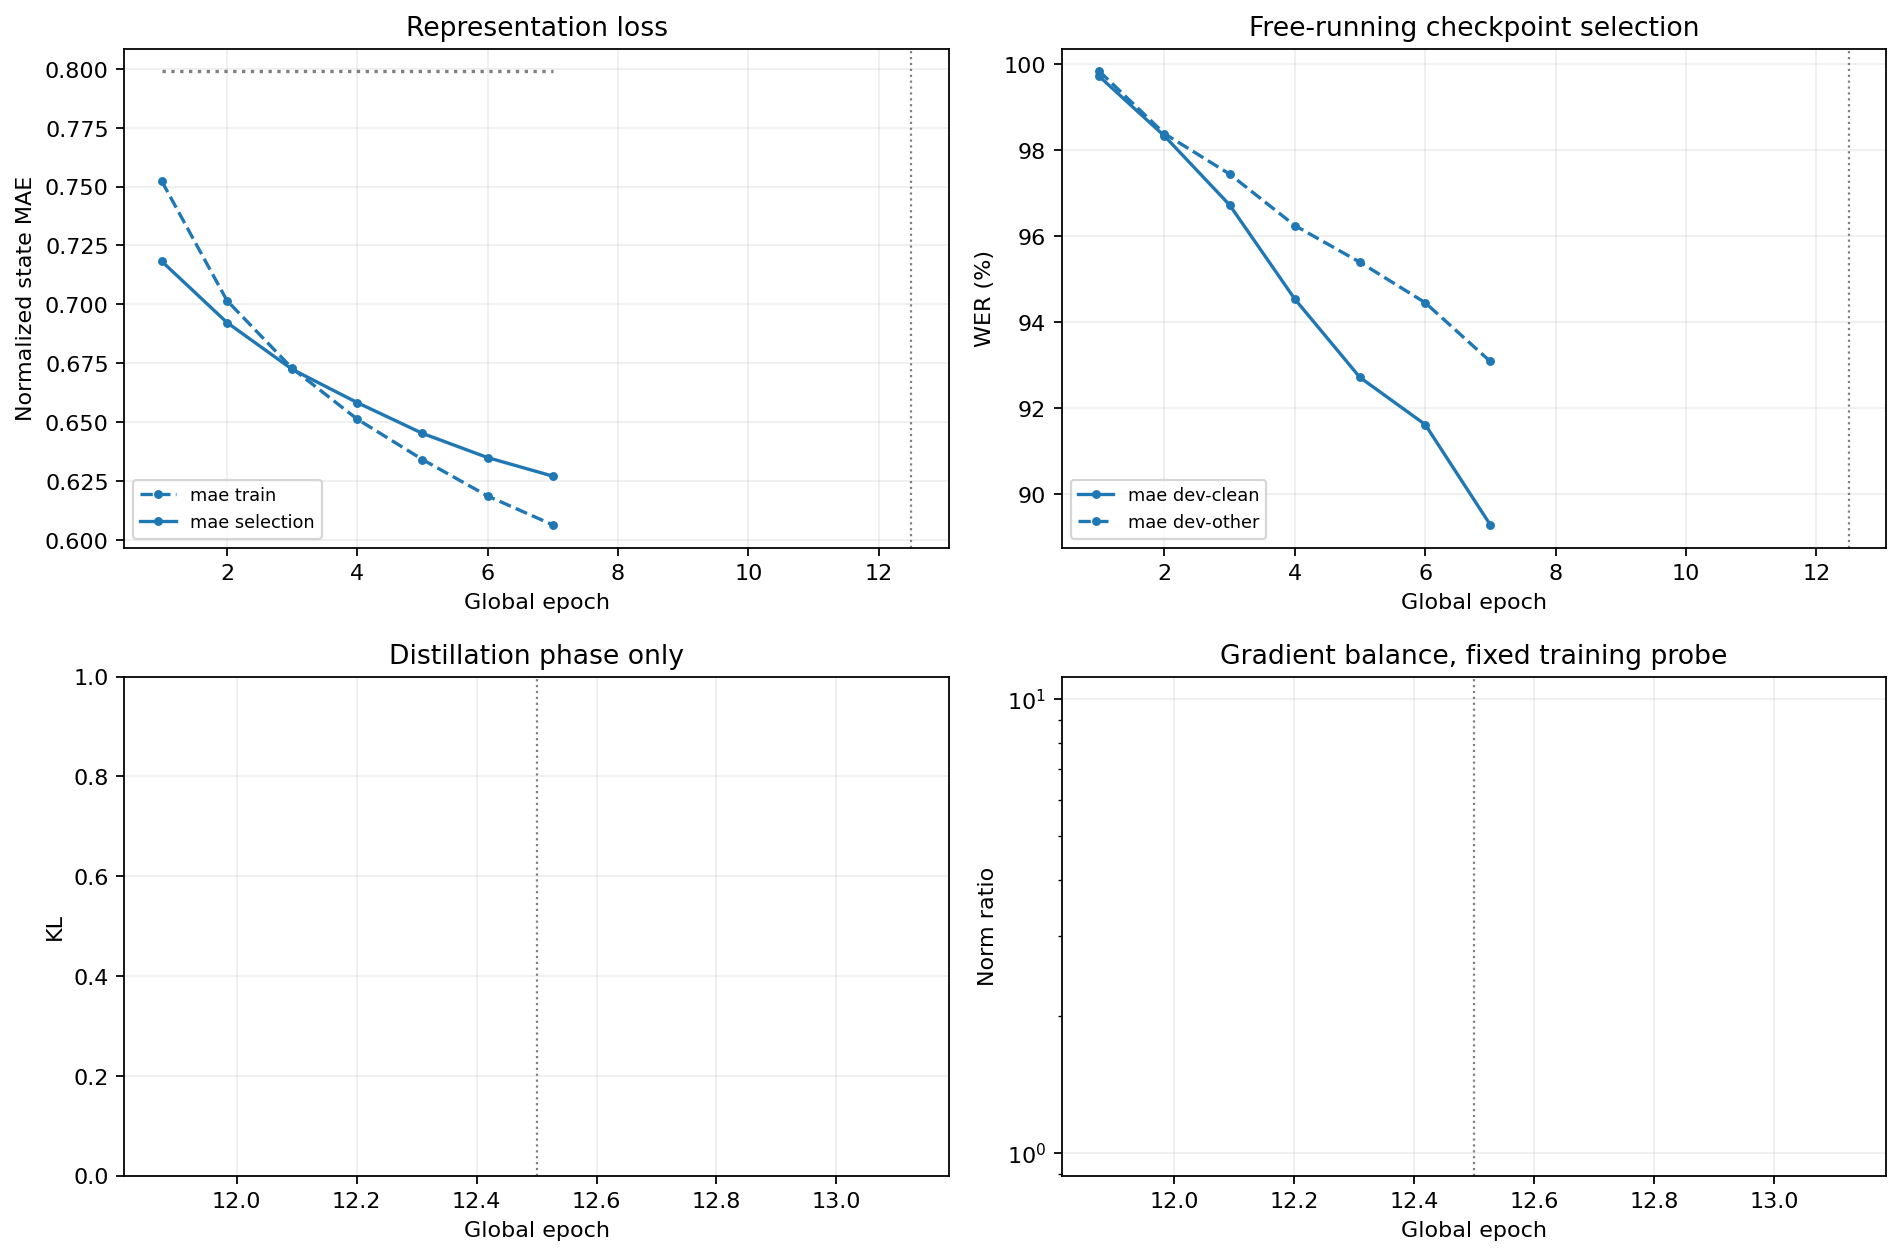 Representation loss
Normalized state MAE
0.800
0.775
0.750
0.725
0.700
0.675
0.650
0.625
0.600
mae train
mae selection
2 4 6 8 10 12
Global epoch
Free-running checkpoint selection
WER (%)
100
98
96
94
92
90
mae dev-clean
mae dev-other
2 4 6 8 10 12
Global epoch
Distillation phase only
KL
1.0
0.8
0.6
0.4
0.2
0.0
12.0 12.2 12.4 12.6 12.8 13.0
Global epoch
Gradient balance, fixed training probe
Norm ratio
10¹
10⁰
12.0 12.2 12.4 12.6 12.8 13.0
Global epoch